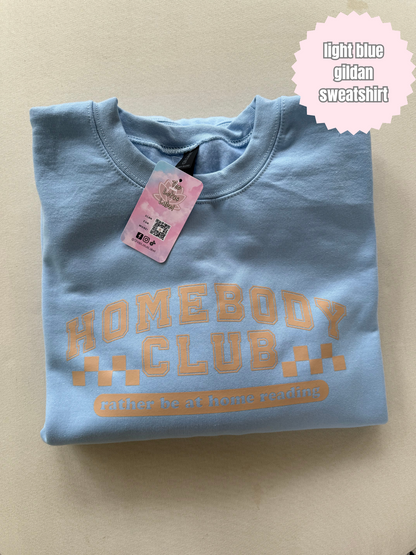 light blue
gildan
sweatshirt
HOMEBODY
CLUB
rather be at home reading